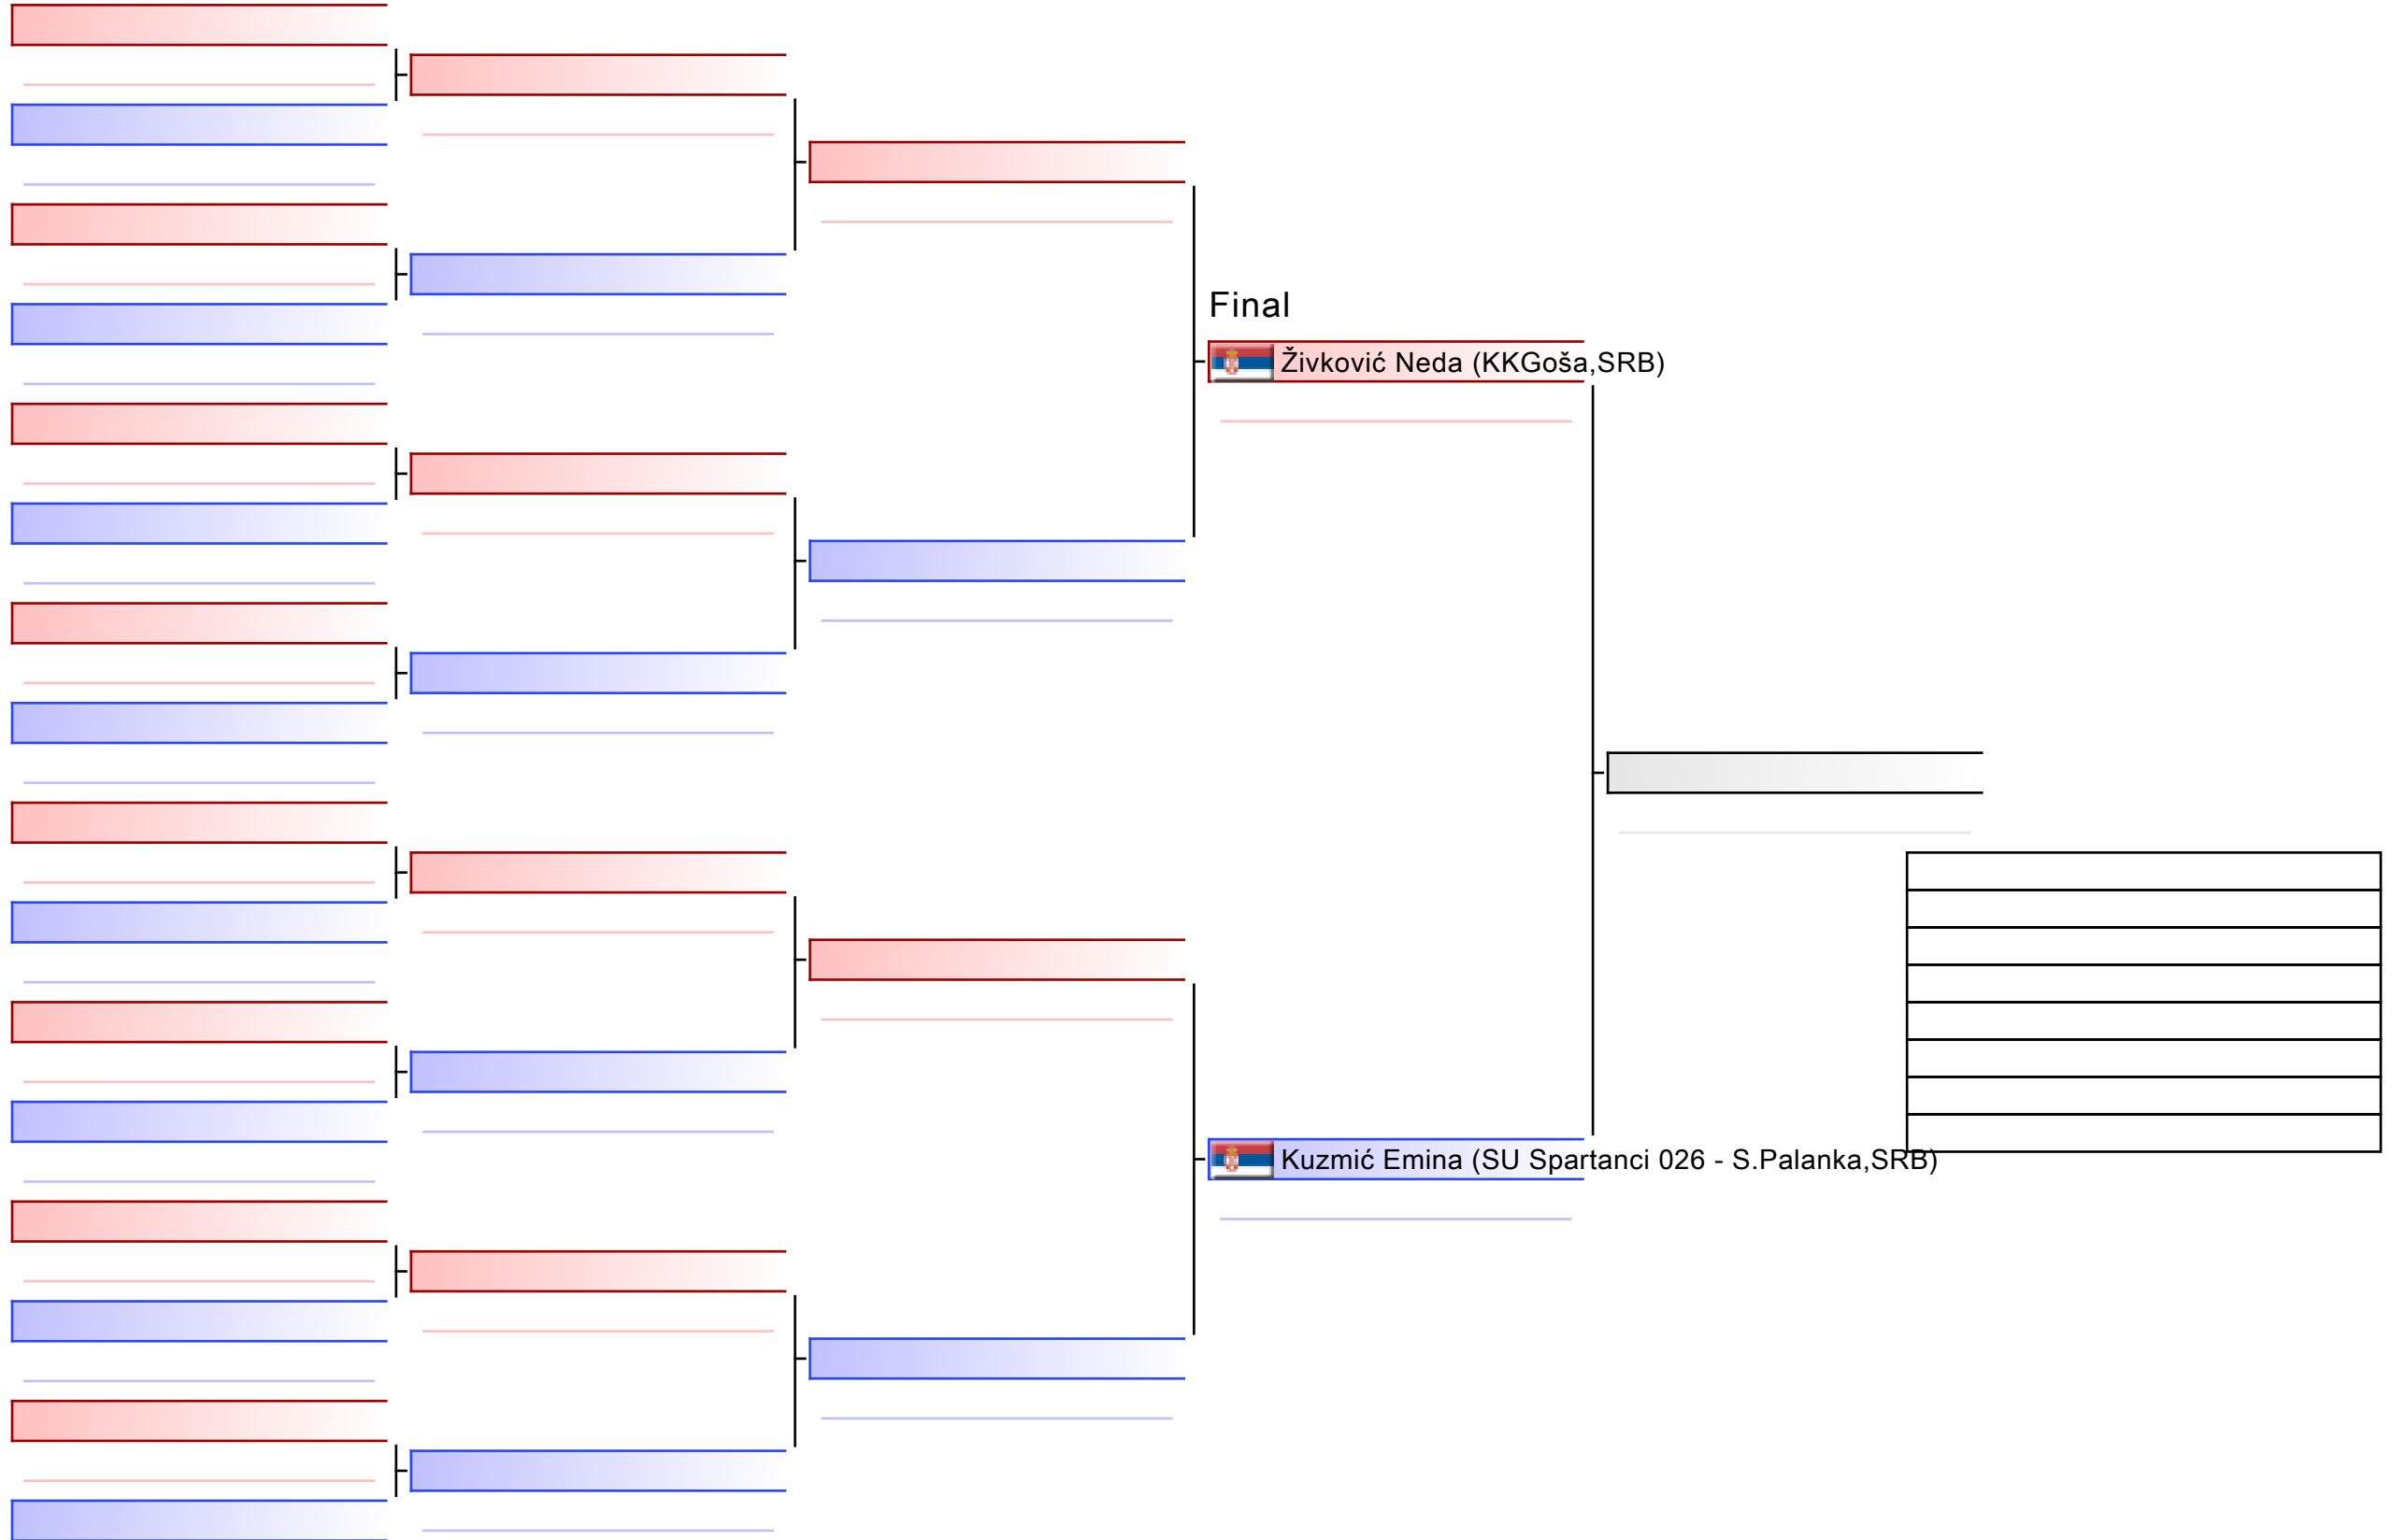 Final
Živković Neda (KKGoša,SRB)
Kuzmić Emina (SU Spartanci 026 - S.Palanka,SRB)